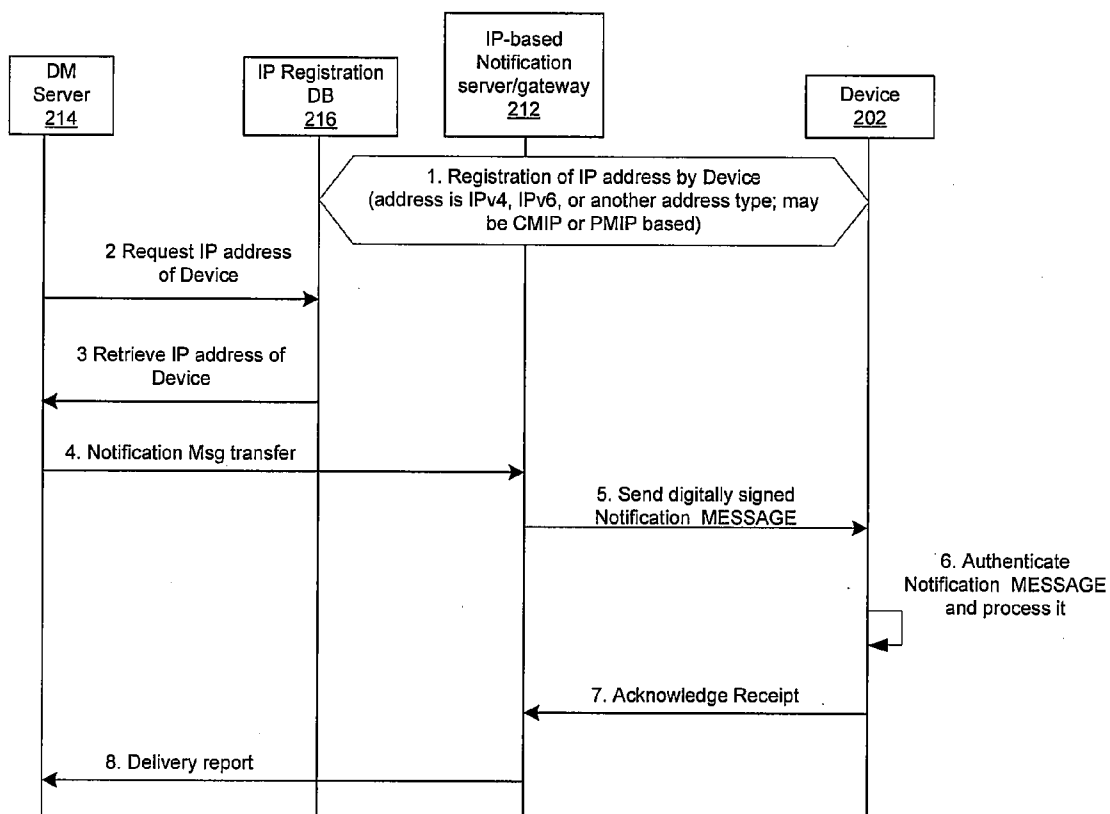 DM
Server
214
IP Registration
DB
216
IP-based
Notification
server/gateway
212
Device
202
1. Registration of IP address by Device
(address is IPv4, IPv6, or another address type; may
be CMIP or PMIP based)
2 Request IP address
of Device
3 Retrieve IP address of
Device
4. Notification Msg transfer
5. Send digitally signed
Notification MESSAGE
6. Authenticate
Notification MESSAGE
and process it
7. Acknowledge Receipt
8. Delivery report